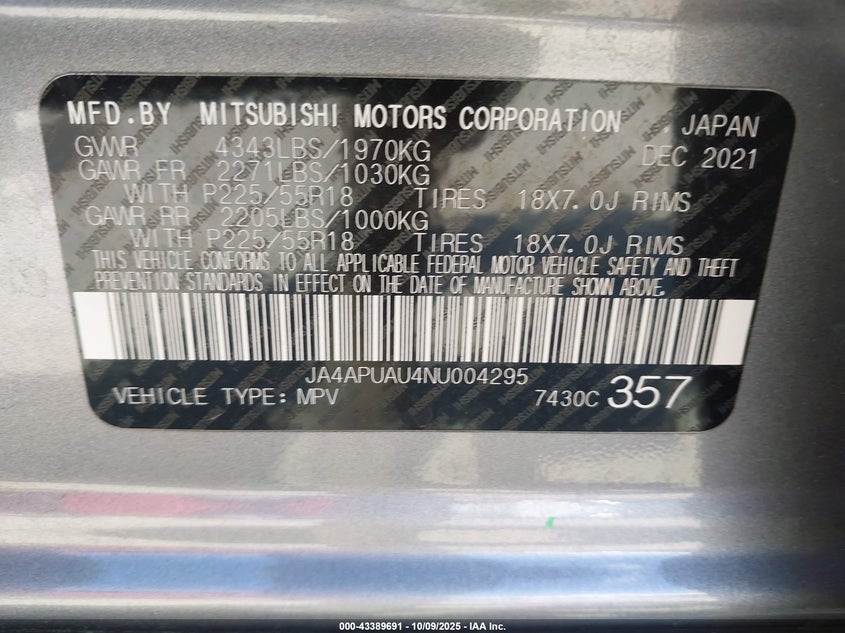 MFD.BY MITSUBISHI MOTORS CORPORATION . JAPAN
GVWR 4343LBS/1970KG DEC 2021
GAWR FR 2271LBS/1030KG
WITH P225/55R18 TIRES 18X7.0J RIMS
GAWR RR 2205LBS/1000KG
WITH P225/55R18 TIRES 18X7.0J RIMS
THIS VEHICLE CONFORMS TO ALL APPLICABLE FEDERAL MOTOR VEHICLE SAFETY AND THEFT
PREVENTION STANDARDS IN EFFECT ON THE DATE OF MANUFACTURE SHOWN ABOVE.
JA4APUAU4NU004295
VEHICLE TYPE: MPV 7430C 357
000-43389691 - 10/09/2025 - IAA Inc.